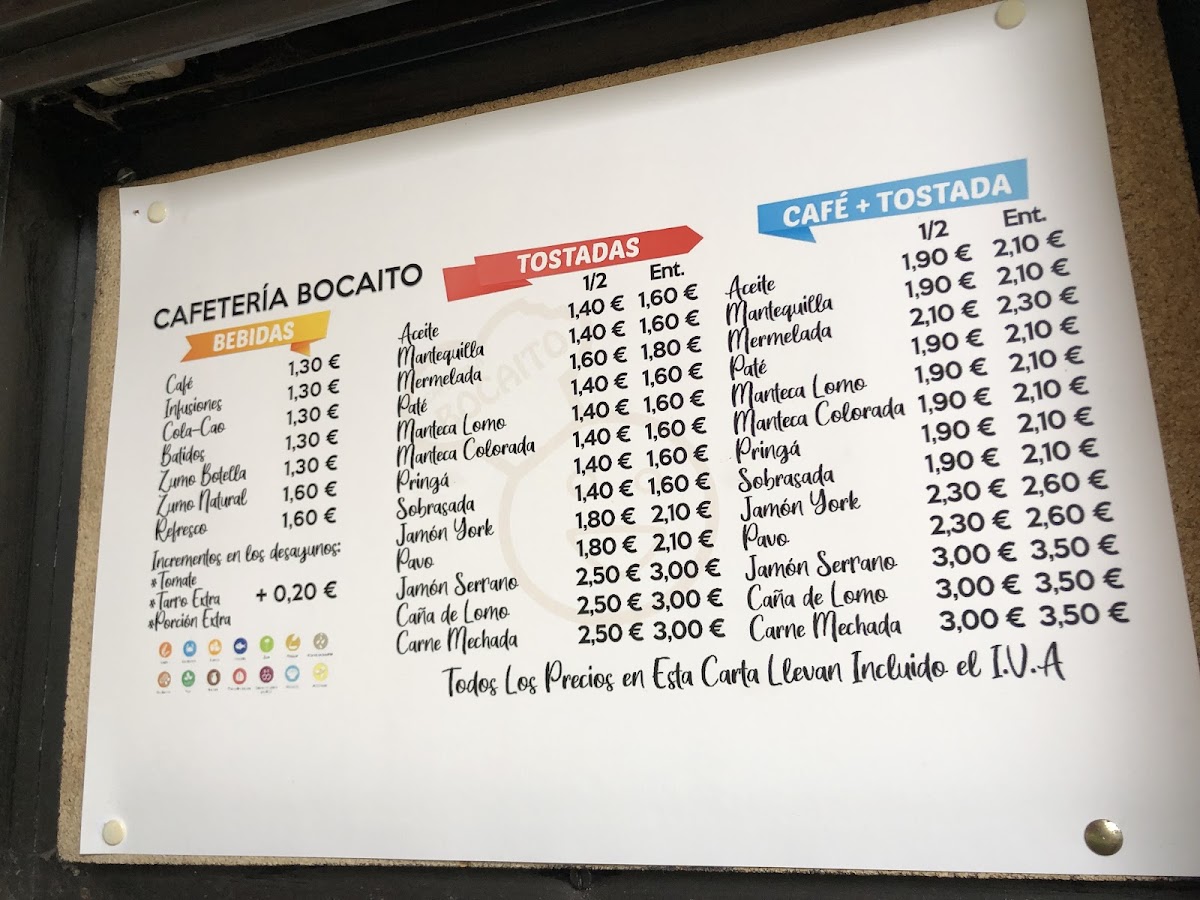 CAFETERÍA BOCAITO
BEBIDAS
Café 1,30 €
Infusiones 1,30 €
Cola-Cao 1,30 €
Batidos 1,30 €
Zumo Botella 1,30 €
Zumo Natural 1,60 €
Refresco 1,60 €
Incrementos en los desayunos:
*Tomate
*Tarro Extra + 0,20 €
*Porción Extra
TOSTADAS
1/2 Ent.
Aceite 1,40 € 1,60 €
Mantequilla 1,40 € 1,60 €
Mermelada 1,60 € 1,80 €
Paté 1,40 € 1,60 €
Manteca Lomo 1,40 € 1,60 €
Manteca Colorada 1,40 € 1,60 €
Pringá 1,40 € 1,60 €
Sobrasada 1,40 € 1,60 €
Jamón York 1,80 € 2,10 €
Pavo 1,80 € 2,10 €
Jamón Serrano 2,50 € 3,00 €
Caña de Lomo 2,50 € 3,00 €
Carne Mechada 2,50 € 3,00 €
BOCAITO
CAFÉ + TOSTADA
1/2 Ent.
Aceite 1,90 € 2,10 €
Mantequilla 1,90 € 2,10 €
Mermelada 2,10 € 2,30 €
Paté 1,90 € 2,10 €
Manteca Lomo 1,90 € 2,10 €
Manteca Colorada 1,90 € 2,10 €
Pringá 1,90 € 2,10 €
Sobrasada 1,90 € 2,10 €
Jamón York 2,30 € 2,60 €
Pavo 2,30 € 2,60 €
Jamón Serrano 3,00 € 3,50 €
Caña de Lomo 3,00 € 3,50 €
Carne Mechada 3,00 € 3,50 €
Todos Los Precios en Esta Carta Llevan Incluido el I.V.A